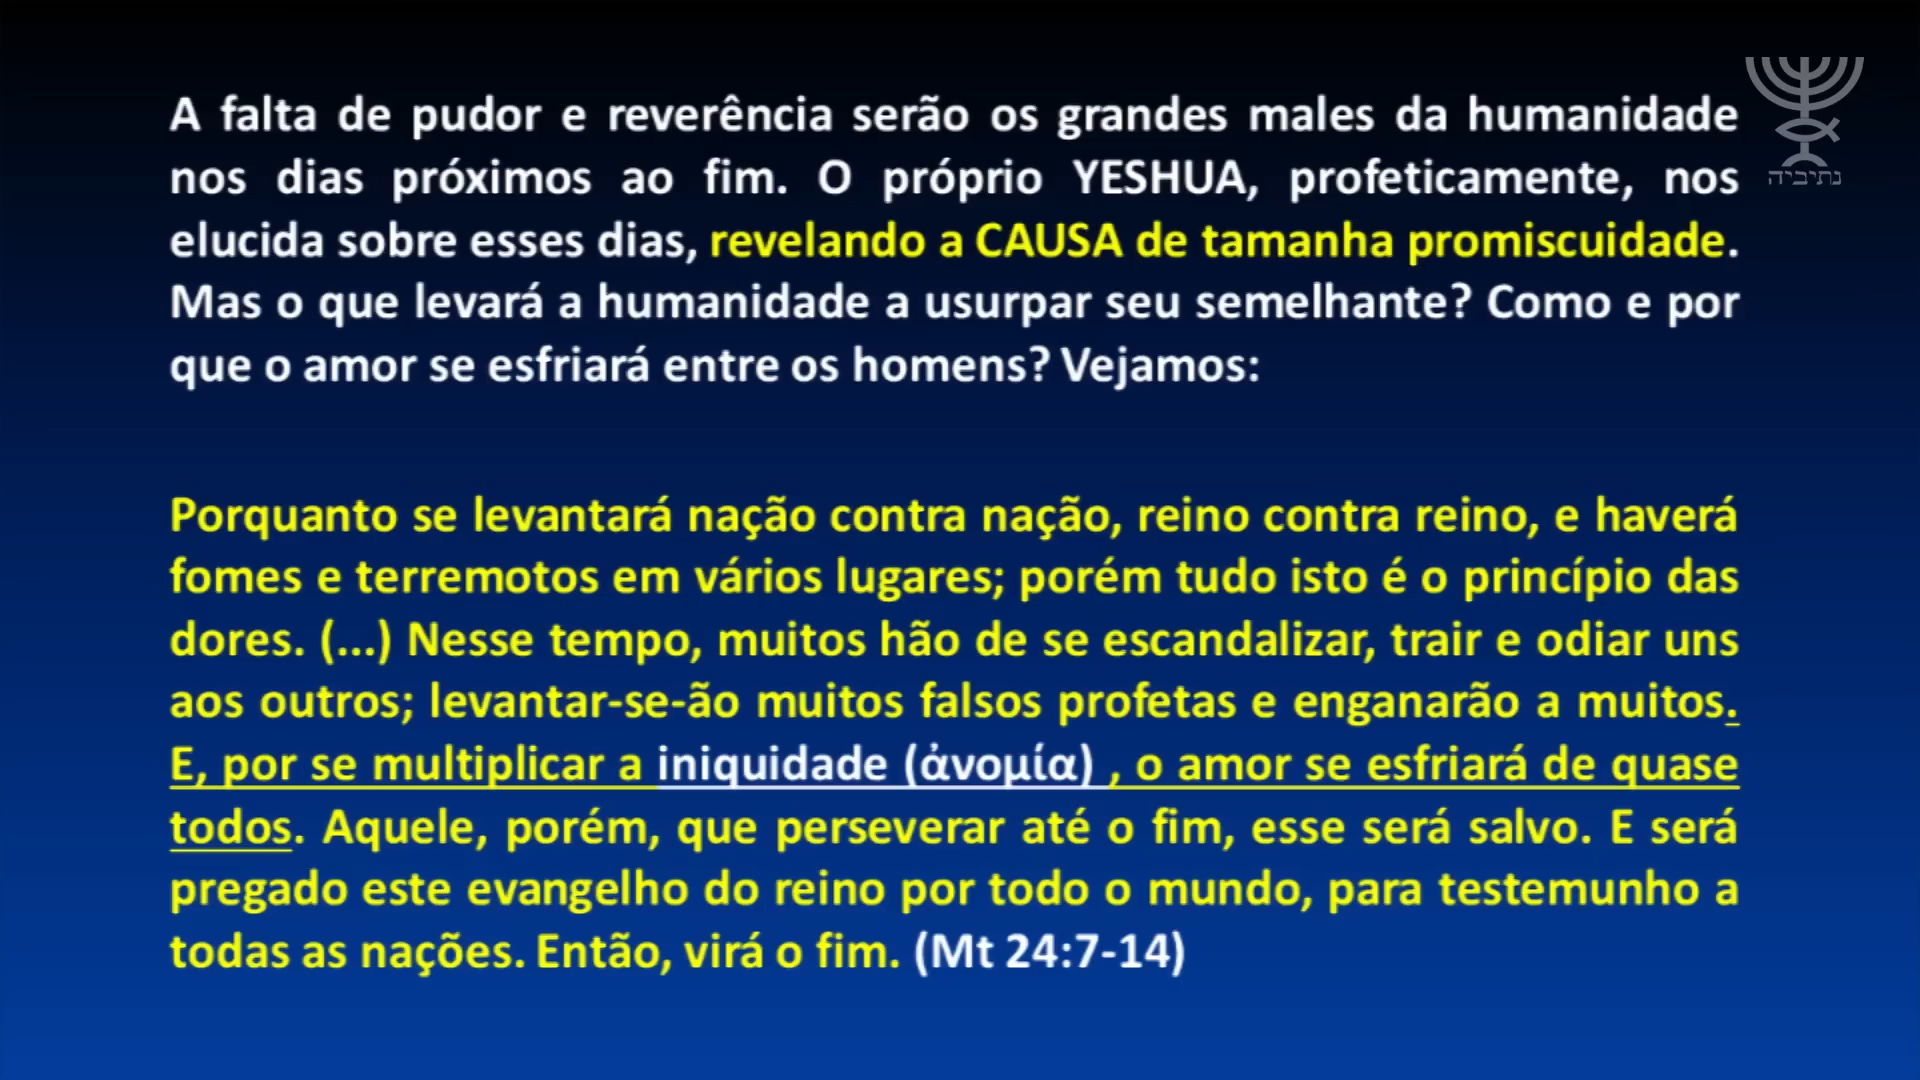 A falta de pudor e reverência serão os grandes males da humanidade
nos dias próximos ao fim. O próprio YESHUA, profeticamente, nos
elucida sobre esses dias, revelando a CAUSA de tamanha promiscuidade.
Mas o que levará a humanidade a usurpar seu semelhante? Como e por
que o amor se esfriará entre os homens? Vejamos:
נתיביה
Porquanto se levantará nação contra nação, reino contra reino, e haverá
fomes e terremotos em vários lugares; porém tudo isto é o princípio das
dores. (...) Nesse tempo, muitos hão de se escandalizar, trair e odiar uns
aos outros; levantar-se-ão muitos falsos profetas e enganarão a muitos.
E, por se multiplicar a iniquidade (ἀνομία) , o amor se esfriará de quase
todos. Aquele, porém, que perseverar até o fim, esse será salvo. E será
pregado este evangelho do reino por todo o mundo, para testemunho a
todas as nações. Então, virá o fim. (Mt 24:7-14)